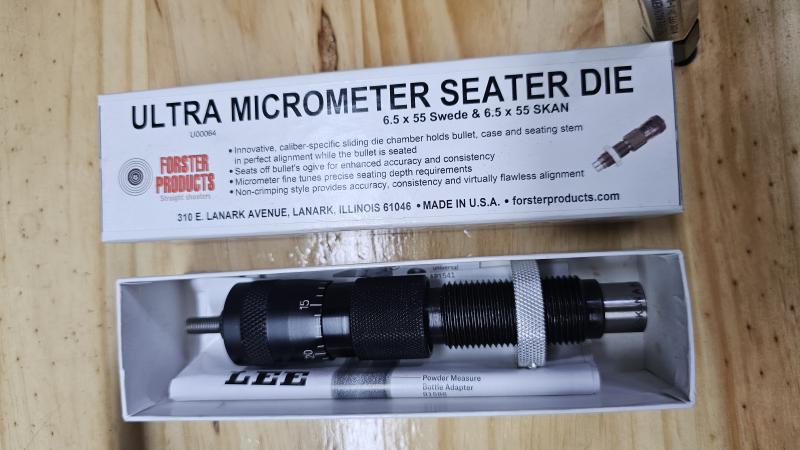 ULTRA MICROMETER SEATER DIE
6.5 x 55 Swede & 6.5 x 55 SKAN
U00064
• Innovative, caliber-specific sliding die chamber holds bullet, case and seating stem
in perfect alignment while the bullet is seated
• Seats off bullet's ogive for enhanced accuracy and consistency
• Micrometer fine tunes precise seating depth requirements
• Non-crimping style provides accuracy, consistency and virtually flawless alignment
FORSTER
PRODUCTS
Straight shooters
310 E. LANARK AVENUE, LANARK, ILLINOIS 61046 • MADE IN U.S.A. • forsterproducts.com
universal
AP1541
15
20
LEE
Powder Measure
Bottle Adapter